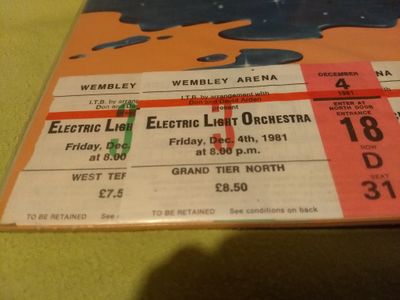 WEMBLEY
I.T.B. by arrange
Don and
ELECTRIC LIGH
Friday, Dec.
at 8.00
WEST TER
£7.5
TO BE RETAINED See
WEMBLEY ARENA
I.T.B. by arrangement with
Don and David Arden
present
ELECTRIC LIGHT ORCHESTRA
Friday, Dec. 4th, 1981
at 8.00 p.m.
GRAND TIER NORTH
£8.50
TO BE RETAINED See conditions on back
DECEMBER
4
1981
ENTER AT
NORTH DOOR
ENTRANCE
18
ROW
D
SEAT
31